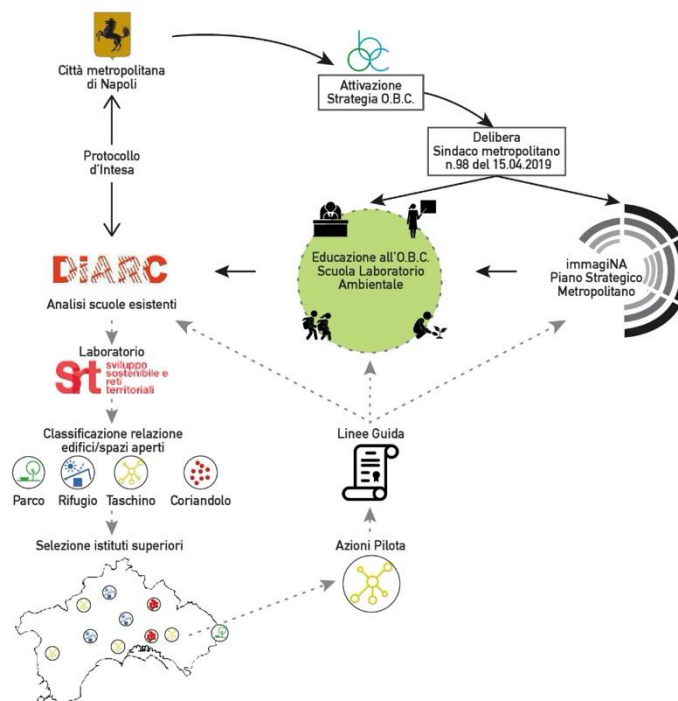 Città metropolitana
di Napoli
obc
Attivazione
Strategia O.B.C.
Delibera
Sindaco metropolitano
n.98 del 15.04.2019
Protocollo
d'Intesa
DiARC
Analisi scuole esistenti
Educazione all'O.B.C.
Scuola Laboratorio
Ambientale
immagiNA
Piano Strategico
Metropolitano
Laboratorio
Srt sviluppo
sostenibile e
reti
territoriali
Classificazione relazione
edifici/spazi aperti
Parco Rifugio Taschino Coriandolo
Selezione istituti superiori
Linee Guida
Azioni Pilota